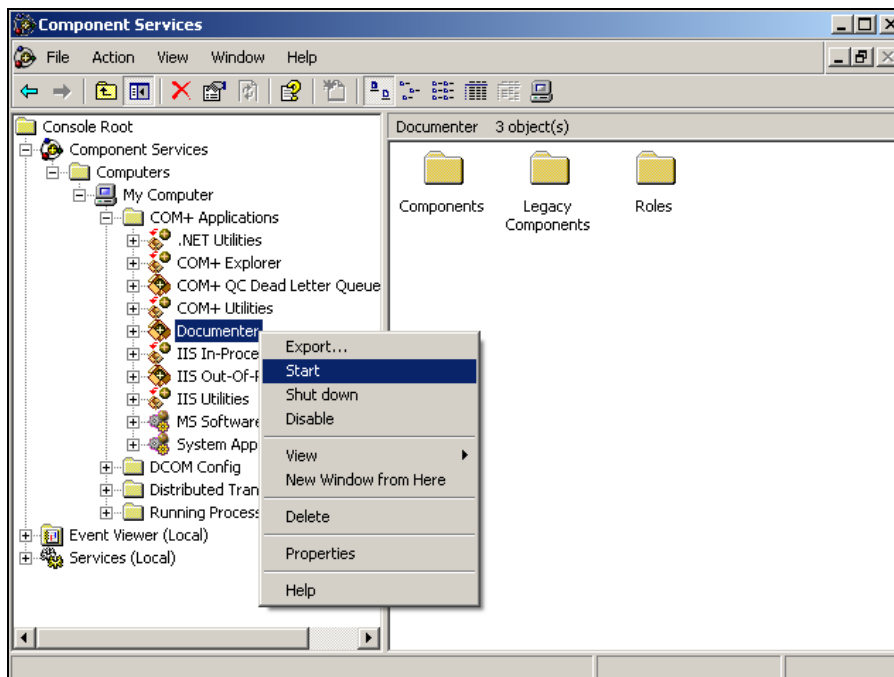 Component Services
File Action View Window Help
Console Root
Component Services
Computers
My Computer
COM+ Applications
.NET Utilities
COM+ Explorer
COM+ QC Dead Letter Queue
COM+ Utilities
Documenter
IIS In-Proce
IIS Out-Of-
IIS Utilities
MS Software
System App
DCOM Config
Distributed Tran
Running Process
Event Viewer (Local)
Services (Local)
Documenter 3 object(s)
Components
Legacy
Components
Roles
Export...
Start
Shut down
Disable
View
New Window from Here
Delete
Properties
Help